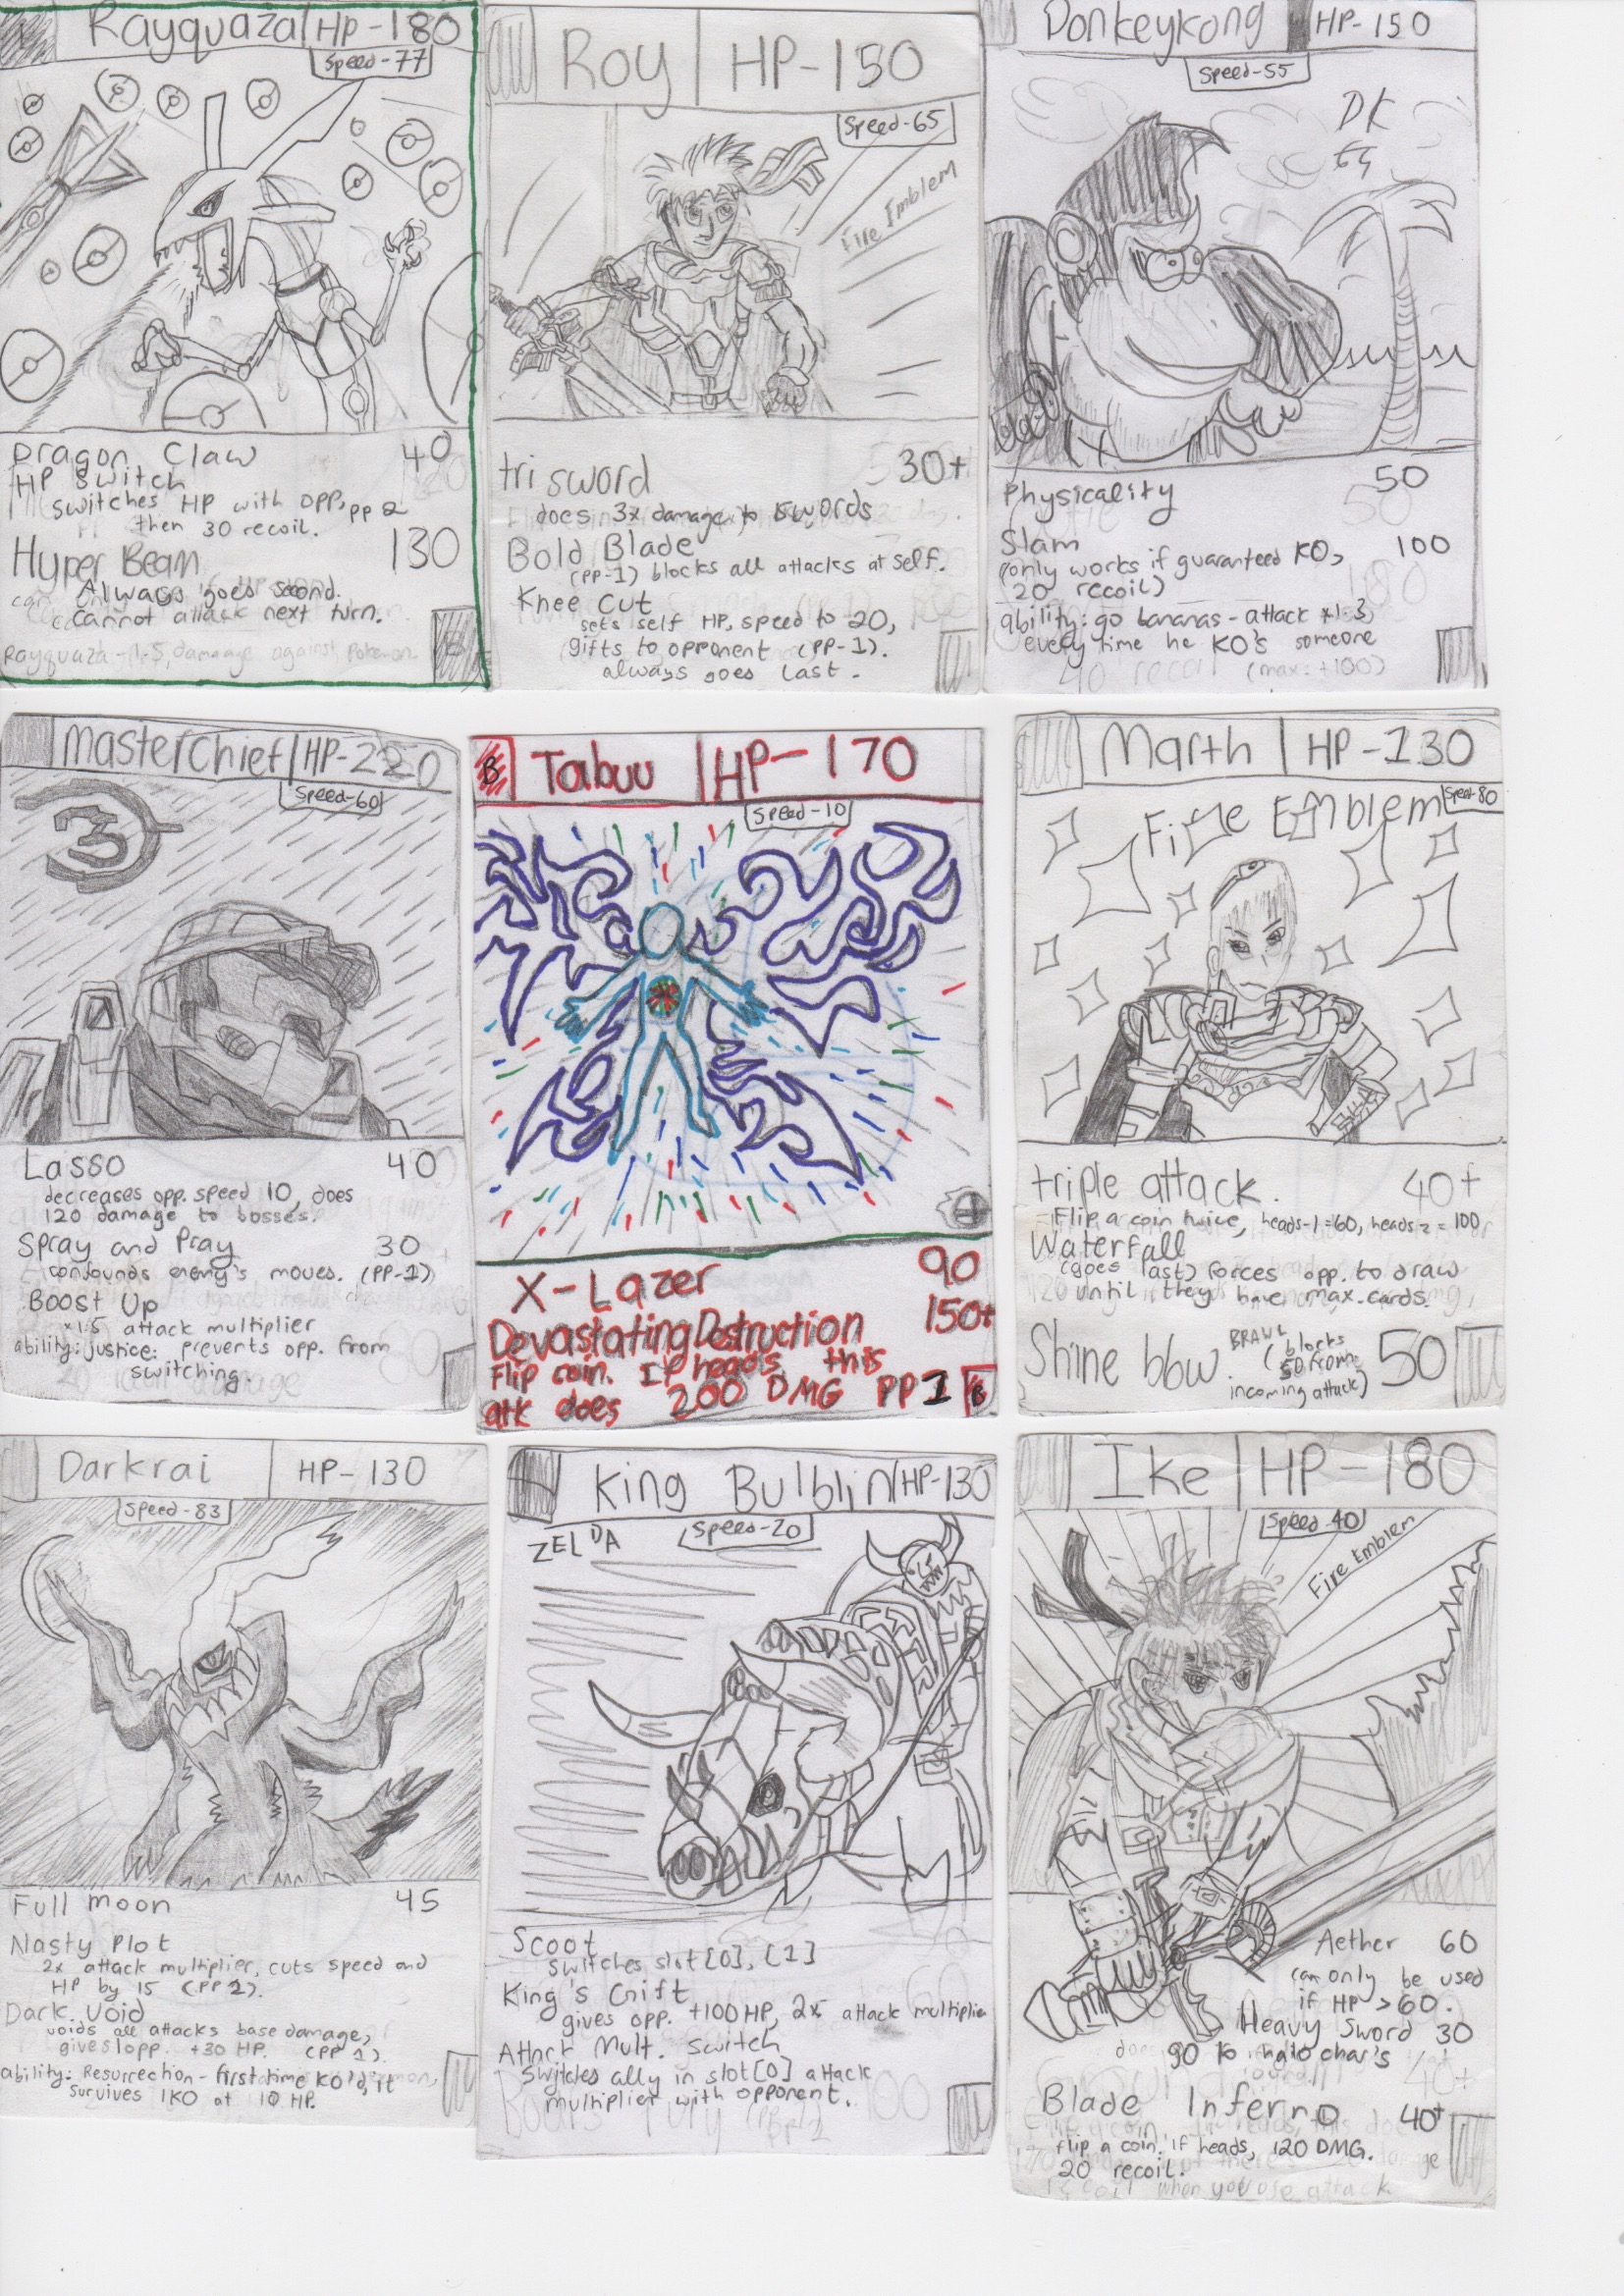 Rayquaza HP-180
Speed-77
Dragon Claw 40
HP Switch
switches HP with opp, pp 2
then 30 recoil.
Hyper Beam 130
Always goes second.
Cannot attack next turn.
Rayquaza-1.5, damage against Pokemon
Roy HP-150
Speed-65
Fire Emblem
tri sword 30+
does 3x damage to swords
Bold Blade
(PP-1) blocks all attacks at self.
Knee cut
sets self HP, speed to 20,
gifts to opponent (PP-1).
always goes last.
Donkeykong HP-150
Speed-55
DK
64
Physicality 50
Slam 100
(only works if guaranteed KO,
20 recoil)
ability: go bananas - attack x1.3
every time he KO's someone
(max: +100)
Masterchief HP-220
Speed-60
3
Lasso 40
decreases opp. speed 10, does
120 damage to bosses.
Spray and Pray 30
confounds enemy's moves. (PP-1)
Boost Up
x1.5 attack multiplier
ability: justice: prevents opp. from
switching.
B Tabuu HP-170
Speed-10
4
X-Lazer 90
Devastating Destruction 150+
Flip coin. If heads this
atk does 200 DMG PP1 B
Marth HP-130
Speed-80
Fire Emblem
triple attack. 40+
Flip a coin twice, heads-1=60, heads-2=100
Waterfall
(goes last) forces opp. to draw
until they have max. cards.
Shine blow 50
BRAWL
(blocks
50 from
incoming attack)
Darkrai HP-130
Speed-83
Full moon 45
Nasty Plot
2x attack multiplier, cuts speed and
HP by 15 (PP 2).
Dark Void
voids all attacks base damage,
gives opp. +30 HP. (PP 1).
ability: Resurrection - first time KO'd, it
survives 1KO at 10 HP.
King Bulblin HP-130
Speed-20
ZELDA
Scoot
switches slot[0], [1]
King's Gift
gives opp. +100HP, 2x attack multiplier
Attack Mult. Switch
Switches ally in slot[0] attack
multiplier with opponent.
Ike HP-180
Speed-40
Fire Emblem
Aether 60
can only be used
if HP >60.
Heavy Sword 30
90 to halo char's
Blade Inferno 40+
flip a coin. if heads, 120 DMG.
20 recoil.